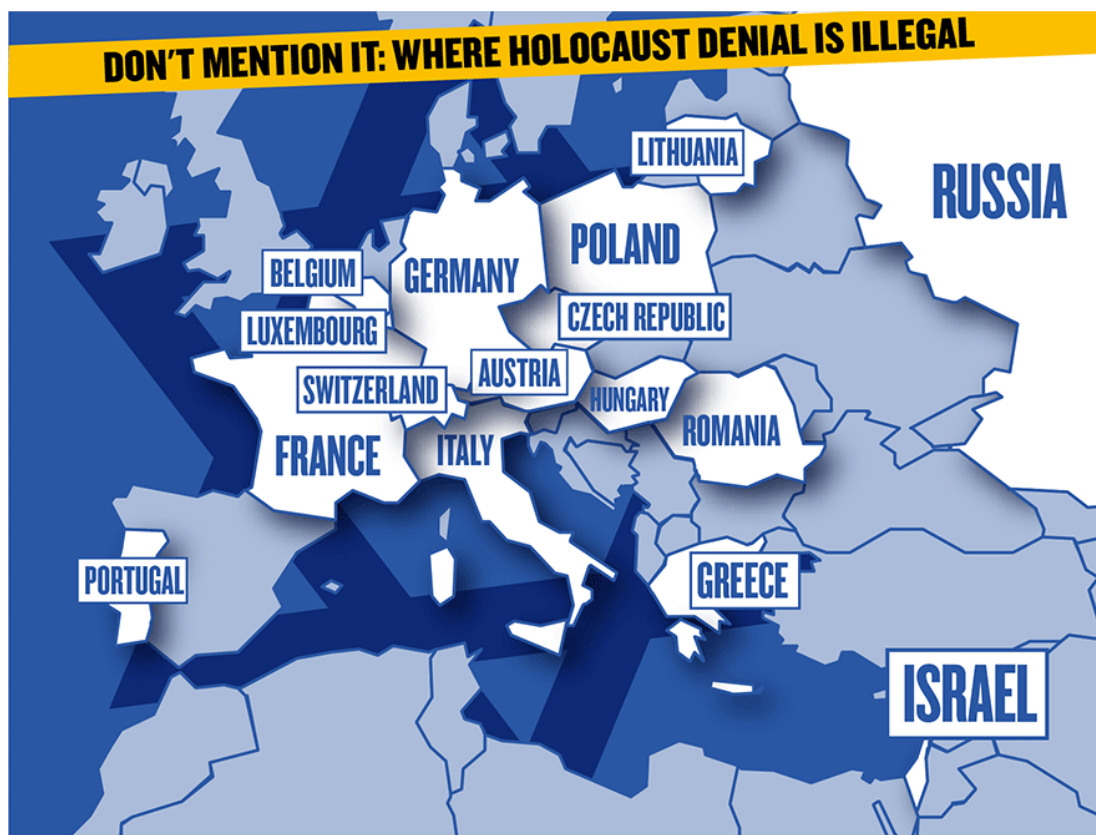 DON'T MENTION IT: WHERE HOLOCAUST DENIAL IS ILLEGAL
LITHUANIA
RUSSIA
POLAND
BELGIUM
GERMANY
CZECH REPUBLIC
LUXEMBOURG
AUSTRIA
SWITZERLAND
HUNGARY
ROMANIA
ITALY
FRANCE
PORTUGAL
GREECE
ISRAEL